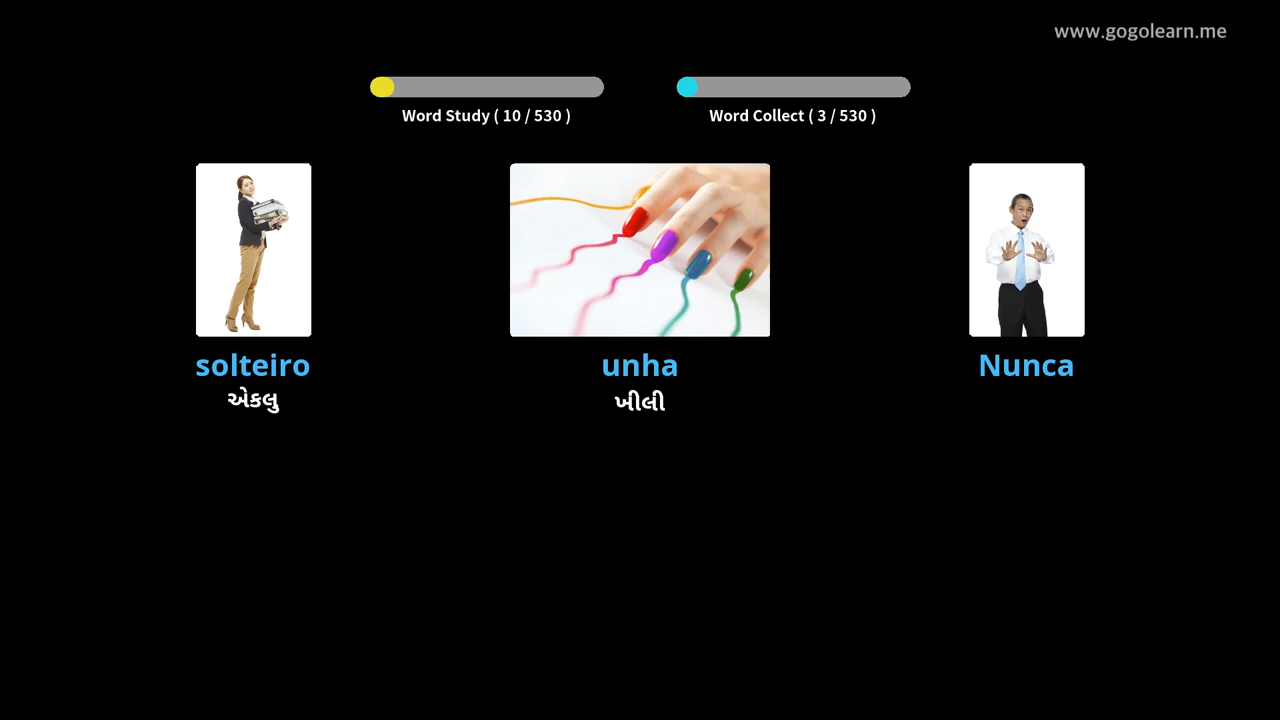 www.gogolearn.me
Word Study ( 10 / 530 )
Word Collect ( 3 / 530 )
solteiro
unha
Nunca
એકલુ
ખીલી